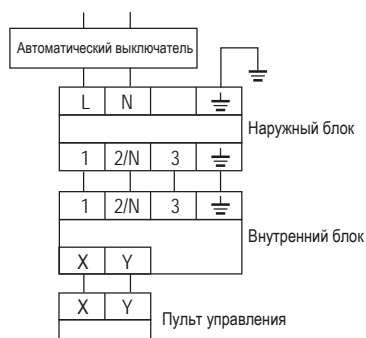 Автоматический выключатель
L N
Наружный блок
1 2/N 3
1 2/N 3
Внутренний блок
X Y
X Y
Пульт управления